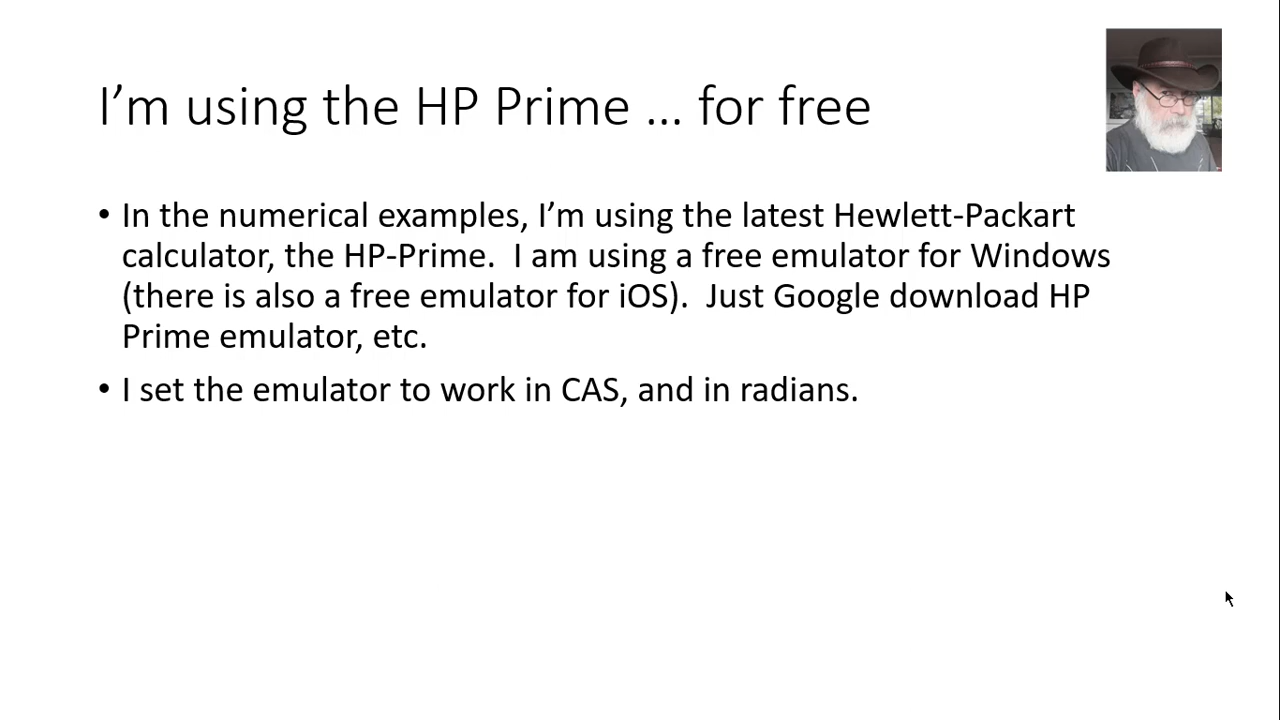 I’m using the HP Prime … for free
• In the numerical examples, I’m using the latest Hewlett-Packart
calculator, the HP-Prime.  I am using a free emulator for Windows
(there is also a free emulator for iOS).  Just Google download HP
Prime emulator, etc.
• I set the emulator to work in CAS, and in radians.